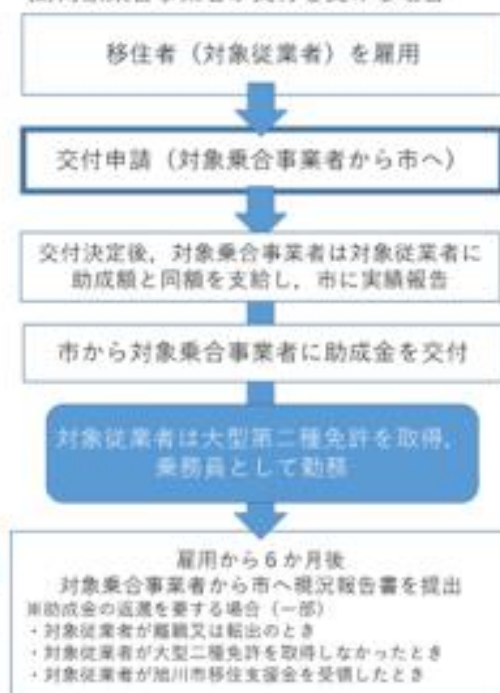 移住者（対象従業者）を雇用
交付申請（対象乗合事業者から市へ）
交付決定後，対象乗合事業者は対象従業者に
助成額と同額を支給し，市に実績報告
市から対象乗合事業者に助成金を交付
対象従業者は大型第二種免許を取得，
乗務員として勤務
雇用から６か月後
対象乗合事業者から市へ現況報告書を提出
※助成金の返還を要する場合（一部）
・対象従業者が離職又は転出のとき
・対象従業者が大型二種免許を取得しなかったとき
・対象従業者が旭川市移住支援金を受領したとき